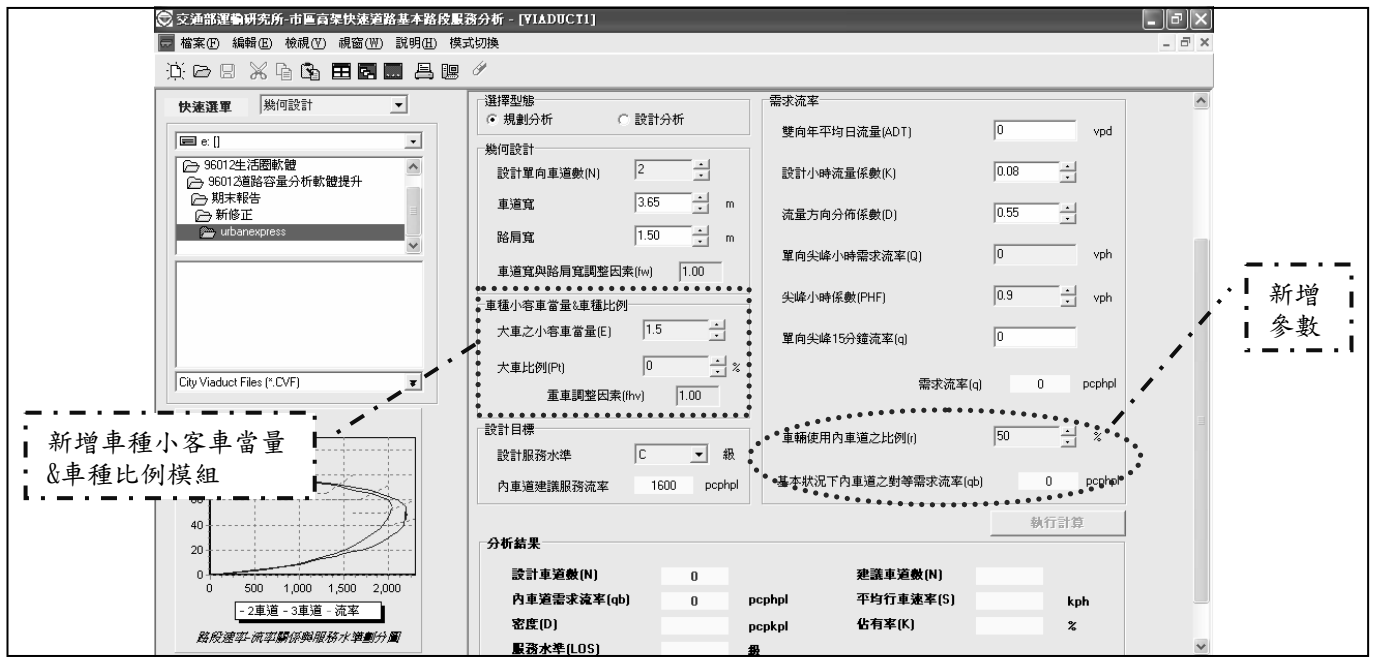 交通部運輸研究所-市區高架快速道路基本路段服務分析 - [VIADUCT1]
檔案(F) 編輯(E) 檢視(V) 視窗(W) 說明(H) 模式切換
快速選單 幾何設計
e: []
96012生活圈軟體
96012道路容量分析軟體提升
期末報告
新修正
urbanexpress
City Viaduct Files (*.CVF)
選擇型態
規劃分析 設計分析
幾何設計
設計單向車道數(N) 2
車道寬 3.65 m
路肩寬 1.50 m
車道寬與路肩寬調整因素(fw) 1.00
車種小客車當量&車種比例
大車之小客車當量(E) 1.5
大車比例(Pt) 0 %
重車調整因素(fhv) 1.00
設計目標
設計服務水準 C 級
內車道建議服務流率 1600 pcphpl
需求流率
雙向年平均日流量(ADT) 0 vpd
設計小時流量係數(K) 0.08
流量方向分佈係數(D) 0.55
單向尖峰小時需求流率(Q) 0 vph
尖峰小時係數(PHF) 0.9 vph
單向尖峰15分鐘流率(q) 0
需求流率(q) 0 pcphpl
車輛使用內車道之比例(r) 50 %
基本狀況下內車道之對等需求流率(qb) 0 pcphpl
執行計算
新增
參數
新增車種小客車當量
&車種比例模組
60
40
20
0
0 500 1,000 1,500 2,000
- 2車道 - 3車道 - 流率
路段速率-流率關係與服務水準劃分圖
分析結果
設計車道數(N) 0 建議車道數(N)
內車道需求流率(qb) 0 pcphpl 平均行車速率(S) kph
密度(D) pcpkpl 佔有率(K) %
服務水準(LOS) 級